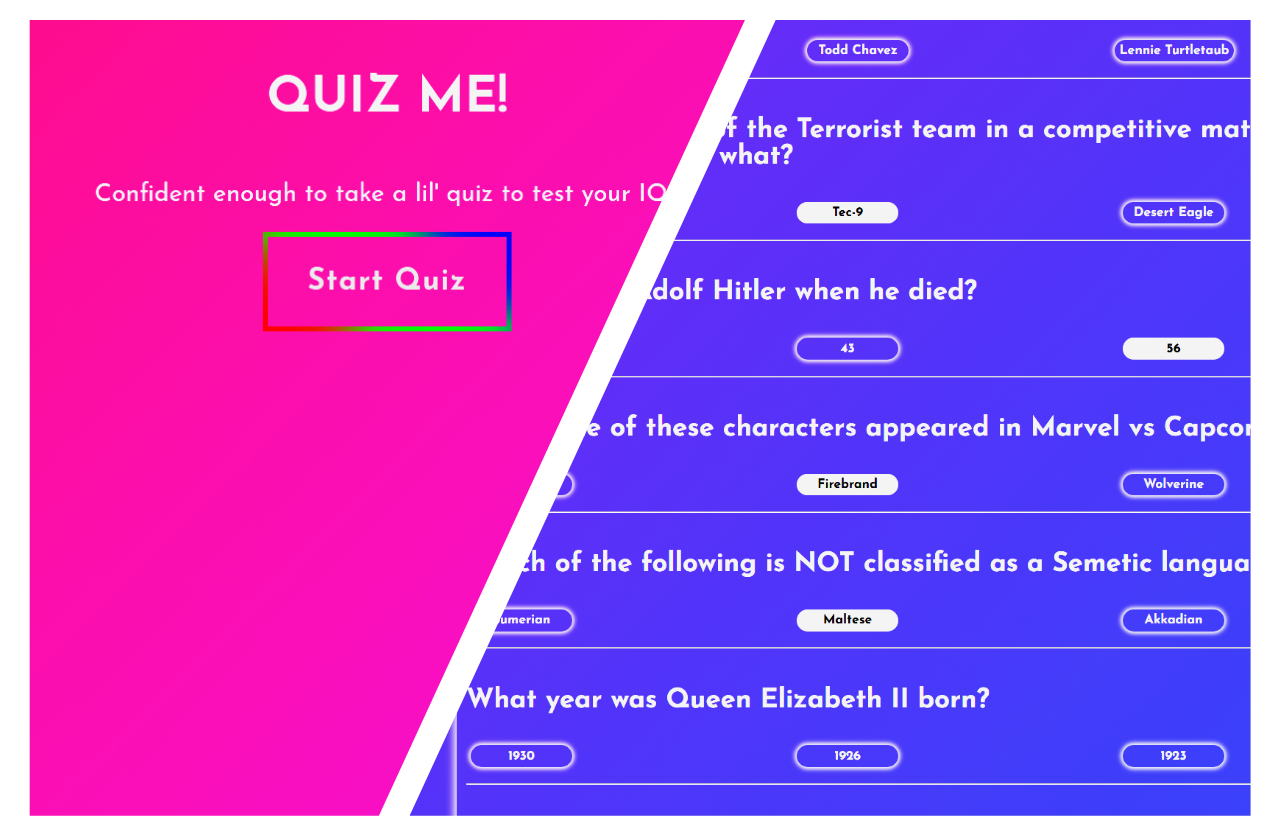 QUIZ ME!
Confident enough to take a lil' quiz to test your IQ
Start Quiz
Todd Chavez Lennie Turtletaub
of the Terrorist team in a competitive mat
what?
Tec-9 Desert Eagle
Adolf Hitler when he died?
43 56
e of these characters appeared in Marvel vs Capcom
Firebrand Wolverine
ch of the following is NOT classified as a Semetic langua
umerian Maltese Akkadian
What year was Queen Elizabeth II born?
1930 1926 1923